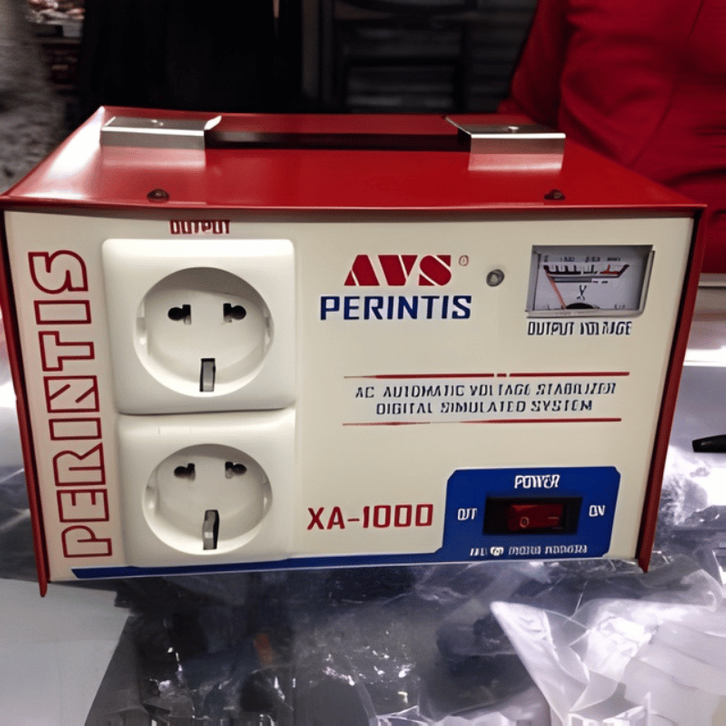 OUTPUT
PERINTIS
AVS®
PERINTIS
OUTPUT VOLTAGE
AC AUTOMATIC VOLTAGE STABILIZER
DIGITAL SIMULATED SYSTEM
XA-1000
POWER
OFF
ON